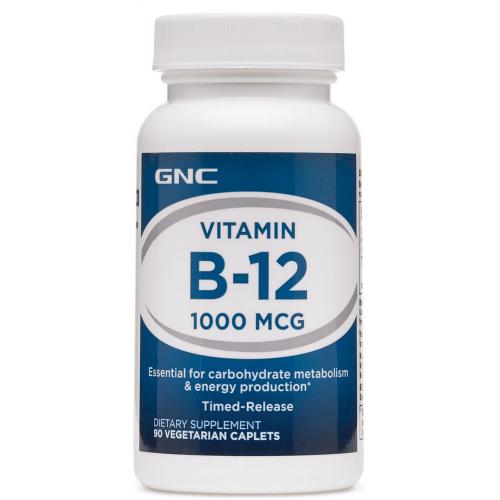 GNC
VITAMIN
B-12
1000 MCG
Essential for carbohydrate metabolism
& energy production*
Timed-Release
DIETARY SUPPLEMENT
90 VEGETARIAN CAPLETS